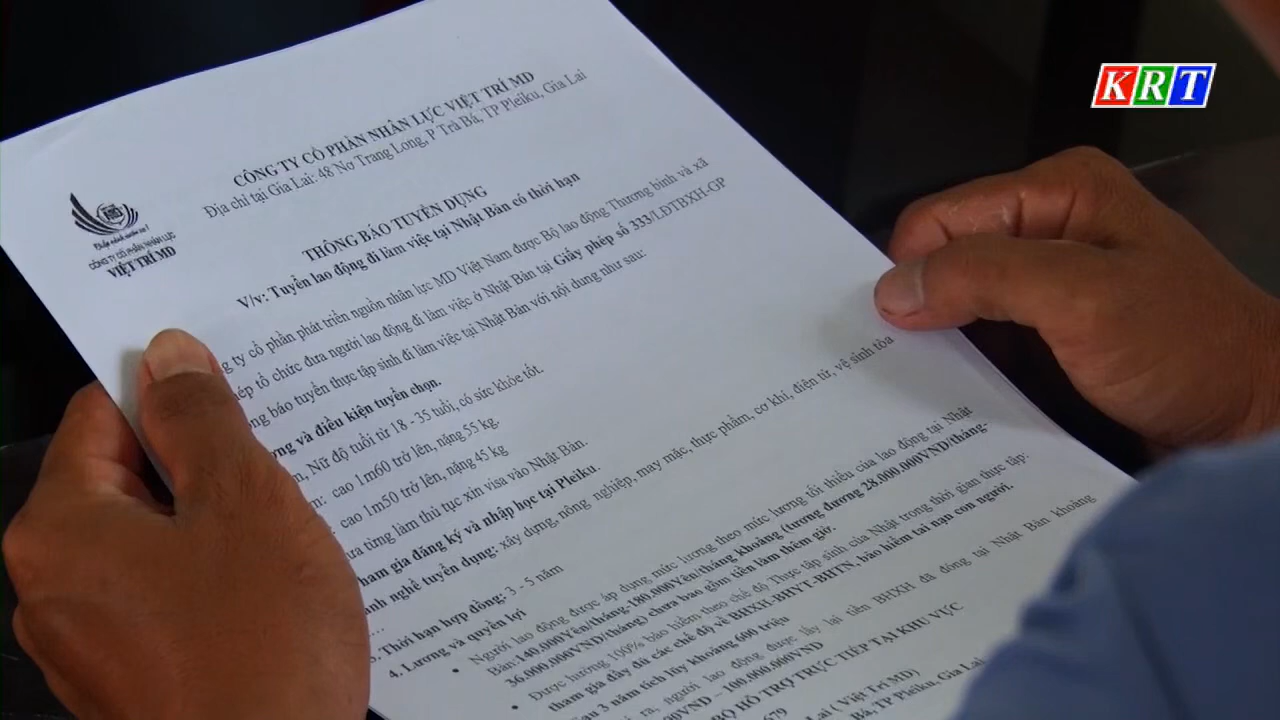 KRT
CÔNG TY CỔ PHẦN NHÂN LỰC VIỆT TRÍ MD
Địa chỉ tại Gia Lai: 48 Nơ Trang Long, P Trà Bá, TP Pleiku, Gia Lai
CÔNG TY CỔ PHẦN NHÂN LỰC
VIỆT TRÍ MD
THÔNG BÁO TUYỂN DỤNG
V/v: Tuyển lao động đi làm việc tại Nhật Bản có thời hạn
ty cổ phần phát triển nguồn nhân lực MD Việt Nam được Bộ lao động Thương binh và xã
tổ chức đưa người lao động đi làm việc ở Nhật Bản tại Giấy phép số 333/LĐTBXH-GP
báo tuyển thực tập sinh đi làm việc tại Nhật Bản với nội dung như sau:
và điều kiện tuyển chọn.
Nữ độ tuổi từ 18 - 35 tuổi, có sức khỏe tốt.
cao 1m60 trở lên, nặng 55 kg.
cao 1m50 trở lên, nặng 45 kg
từng làm thủ tục xin visa vào Nhật Bản.
gia đăng ký và nhập học tại Pleiku.
nghề tuyển dụng: xây dựng, nông nghiệp, may mặc, thực phẩm, cơ khí, điện tử, vệ sinh tòa
...
Thời hạn hợp đồng: 3 - 5 năm
4. Lương và quyền lợi
• Người lao động được áp dụng mức lương tối thiểu của lao động tại Nhật
Bản:140.000Yên/tháng-180.000Yên/tháng khoảng (tương đương 28.000.000VND/tháng-
36.000.000VND/tháng) chưa bao gồm tiền làm thêm giờ.
• Được hưởng 100% bảo hiểm theo chế độ Thực tập sinh của Nhật trong thời gian thực tập:
tham gia đầy đủ các chế độ về BHXH-BHYT-BHTN, bảo hiểm tai nạn con người.
3 năm tích lũy khoảng 600 triệu
ra, người lao động được lấy lại tiền BHXH đã đóng tại Nhật Bản khoảng
VND – 100.000.000VND
HỖ TRỢ TRỰC TIẾP TẠI KHU VỰC
Lai ( Việt Trí MD)
Bá, TP Pleiku, Gia
679